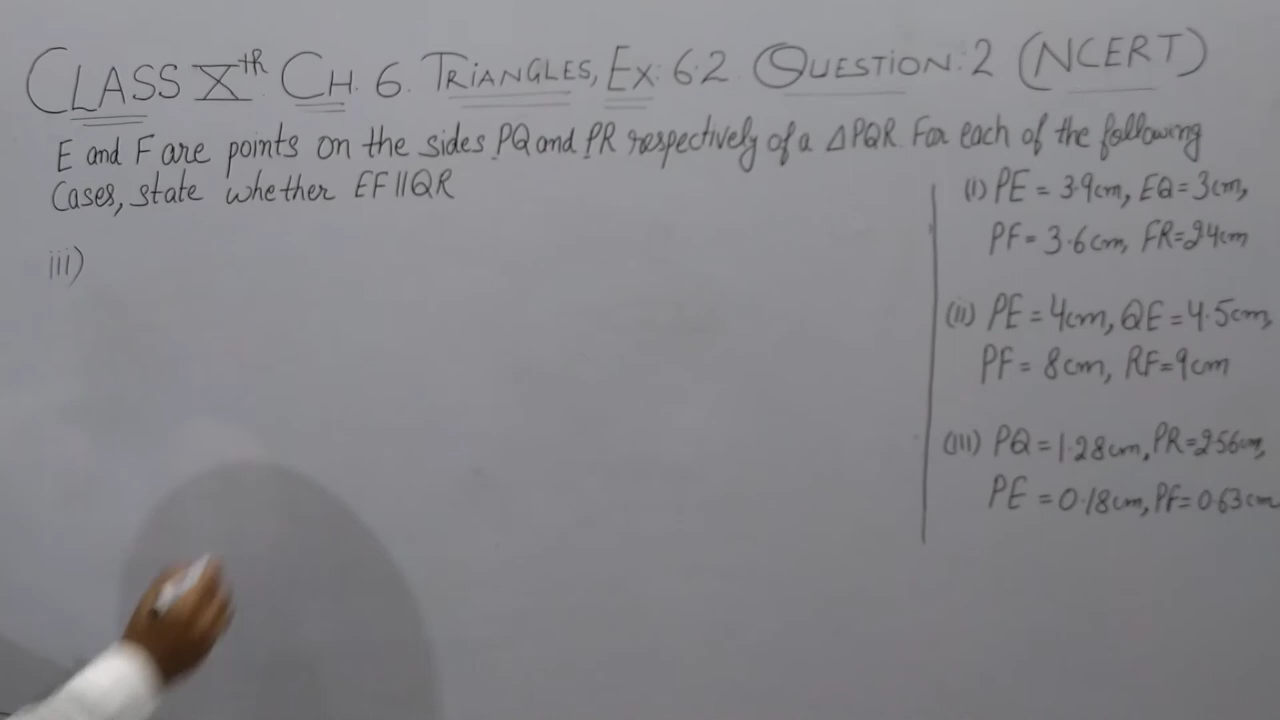 CLASS Xth CH. 6. TRIANGLES, EX: 6.2 QUESTION: 2 (NCERT)
E and F are points on the sides PQ and PR respectively of a △PQR. For each of the following
Cases, state whether EF||QR
(i) PE = 3.9cm, EQ = 3cm,
PF = 3.6cm, FR = 2.4cm
(ii) PE = 4cm, QE = 4.5cm,
PF = 8cm, RF = 9cm
(iii) PQ = 1.28cm, PR = 2.56cm,
PE = 0.18cm, PF = 0.63cm
iii)